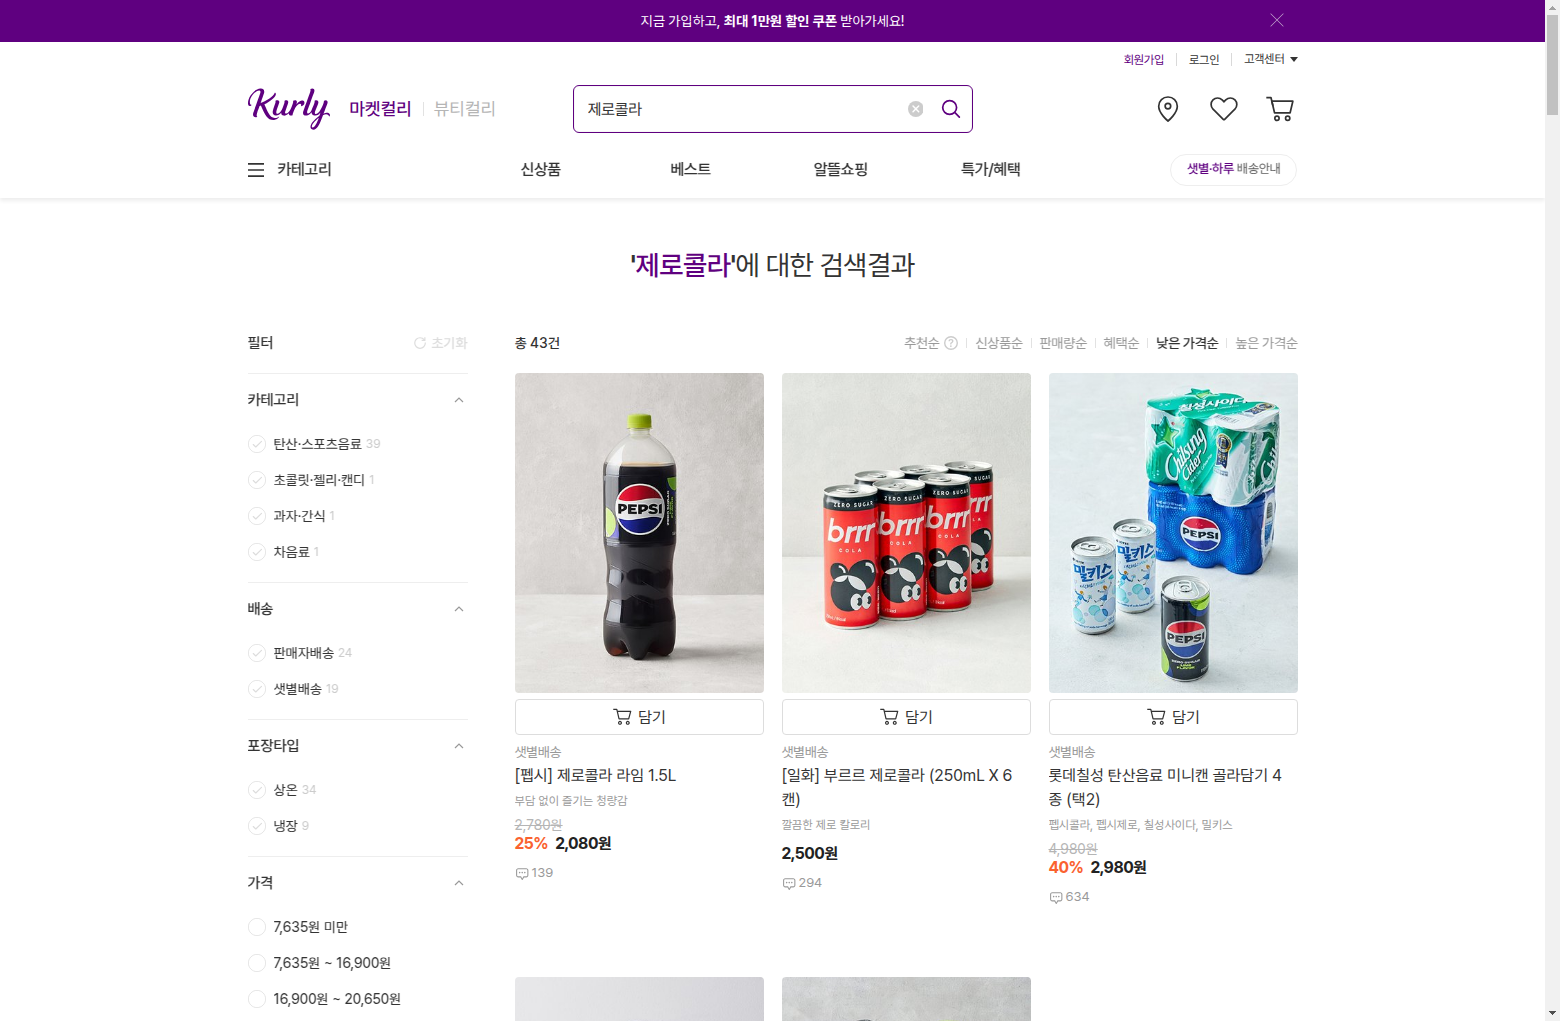 지금 가입하고, 최대 1만원 할인 쿠폰 받아가세요!
회원가입
로그인
고객센터
Kurly
마켓컬리
뷰티컬리
제로콜라
카테고리
신상품
베스트
알뜰쇼핑
특가/혜택
샛별·하루 배송안내
'제로콜라'에 대한 검색결과
필터
초기화
총 43건
추천순
신상품순
판매량순
혜택순
낮은 가격순
높은 가격순
카테고리
탄산·스포츠음료 39
초콜릿·젤리·캔디 1
과자·간식 1
차음료 1
배송
판매자배송 24
샛별배송 19
포장타입
상온 34
냉장 9
가격
7,635원 미만
7,635원 ~ 16,900원
16,900원 ~ 20,650원
PEPSI
담기
샛별배송
[펩시] 제로콜라 라임 1.5L
부담 없이 즐기는 청량감
2,780원
25% 2,080원
139
ZERO SUGAR
ZERO SUGAR
ZERO SUGAR
brrr
brrr
brrr
COLA
COLA
COLA
담기
샛별배송
[일화] 부르르 제로콜라 (250mL X 6
캔)
깔끔한 제로 칼로리
2,500원
294
칠성사이다
Chilsung
Cider
PEPSI
밀키스
밀키스
PEPSI
담기
샛별배송
롯데칠성 탄산음료 미니캔 골라담기 4
종 (택2)
펩시콜라, 펩시제로, 칠성사이다, 밀키스
4,980원
40% 2,980원
634